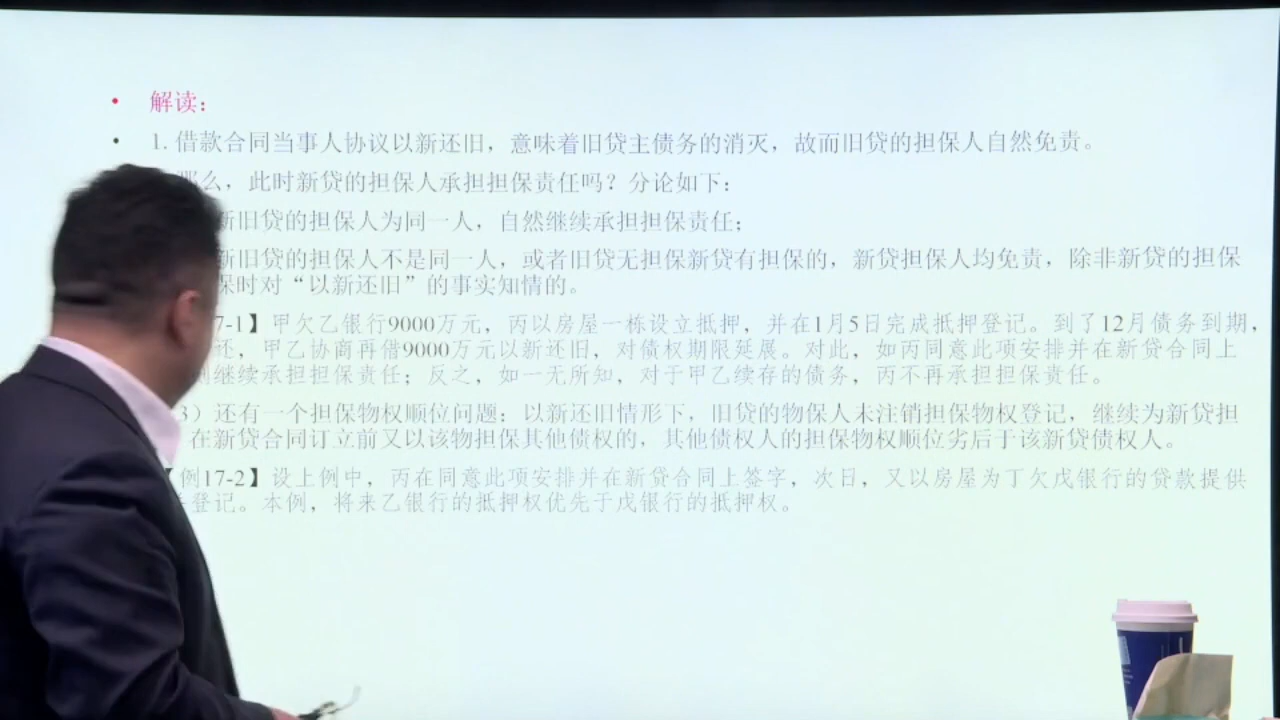 解读：
1. 借款合同当事人协议以新还旧，意味着旧贷主债务的消灭，故而旧贷的担保人自然免责。
那么，此时新贷的担保人承担担保责任吗？分论如下：
新旧贷的担保人为同一人，自然继续承担担保责任；
新旧贷的担保人不是同一人，或者旧贷无担保新贷有担保的，新贷担保人均免责，除非新贷的担保
保时对“以新还旧”的事实知情的。
7-1】甲欠乙银行9000万元，丙以房屋一栋设立抵押，并在1月5日完成抵押登记。到了12月债务到期，
还，甲乙协商再借9000万元以新还旧，对债权期限延展。对此，如丙同意此项安排并在新贷合同上
则继续承担担保责任；反之，如一无所知，对于甲乙续存的债务，丙不再承担担保责任。
3）还有一个担保物权顺位问题：以新还旧情形下，旧贷的物保人未注销担保物权登记，继续为新贷担
在新贷合同订立前又以该物担保其他债权的，其他债权人的担保物权顺位劣后于该新贷债权人。
【例17-2】设上例中，丙在同意此项安排并在新贷合同上签字，次日，又以房屋为丁欠戊银行的贷款提供
登记。本例，将来乙银行的抵押权优先于戊银行的抵押权。